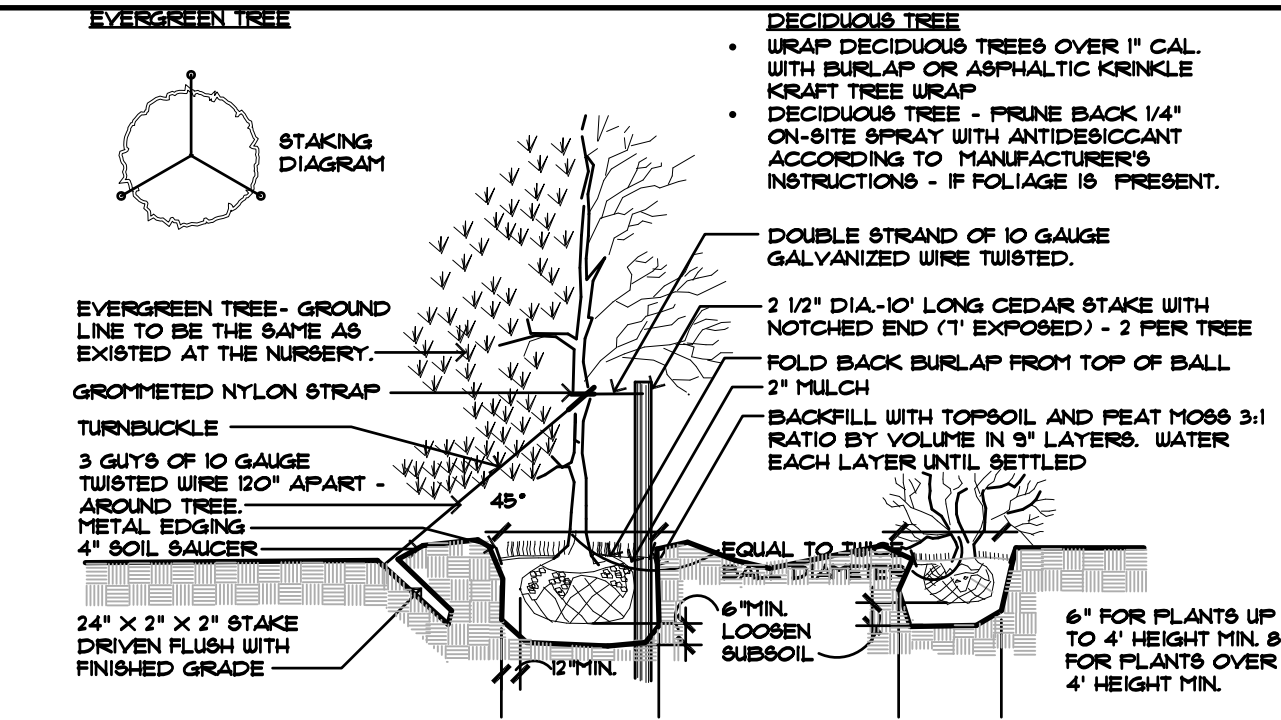 EVERGREEN TREE
STAKING
DIAGRAM
EVERGREEN TREE- GROUND
LINE TO BE THE SAME AS
EXISTED AT THE NURSERY.
GROMMETED NYLON STRAP
TURNBUCKLE
3 GUYS OF 10 GAUGE
TWISTED WIRE 120" APART -
AROUND TREE.
METAL EDGING
4" SOIL SAUCER
24" X 2" X 2" STAKE
DRIVEN FLUSH WITH
FINISHED GRADE
45°
12"MIN.
DECIDUOUS TREE
• WRAP DECIDUOUS TREES OVER 1" CAL.
WITH BURLAP OR ASPHALTIC KRINKLE
KRAFT TREE WRAP
• DECIDUOUS TREE - PRUNE BACK 1/4"
ON-SITE SPRAY WITH ANTIDESICCANT
ACCORDING TO MANUFACTURER'S
INSTRUCTIONS - IF FOLIAGE IS PRESENT.
DOUBLE STRAND OF 10 GAUGE
GALVANIZED WIRE TWISTED.
2 1/2" DIA.-10' LONG CEDAR STAKE WITH
NOTCHED END (7' EXPOSED) - 2 PER TREE
FOLD BACK BURLAP FROM TOP OF BALL
2" MULCH
BACKFILL WITH TOPSOIL AND PEAT MOSS 3:1
RATIO BY VOLUME IN 9" LAYERS. WATER
EACH LAYER UNTIL SETTLED
EQUAL TO TWICE
BALL DIAMETER
6"MIN.
LOOSEN
SUBSOIL
6" FOR PLANTS UP
TO 4' HEIGHT MIN. 8
FOR PLANTS OVER
4' HEIGHT MIN.